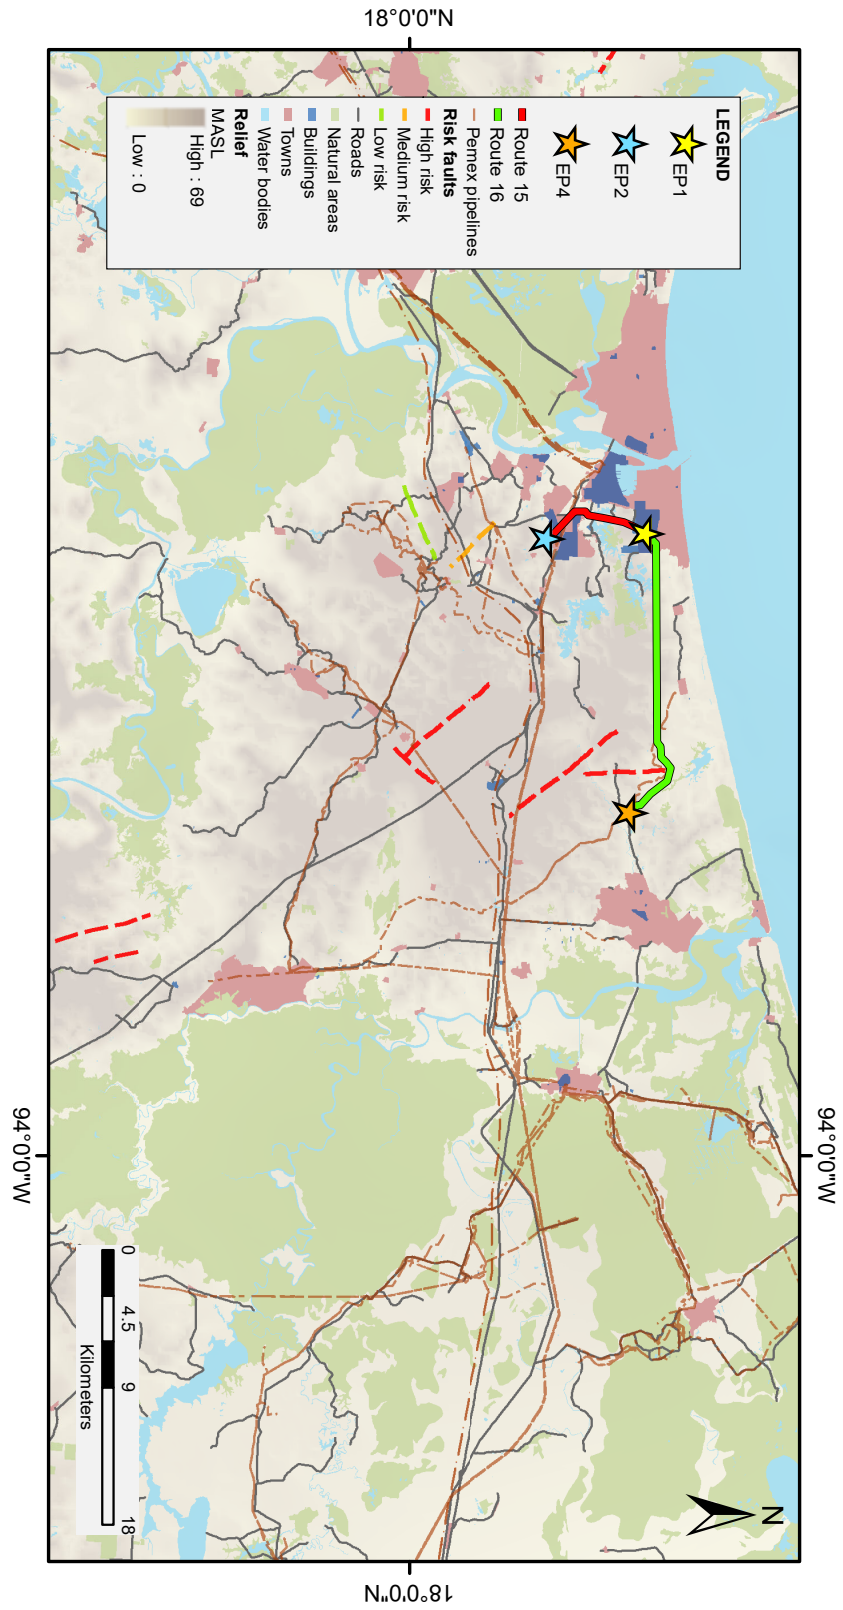 18°0'0"N
LEGEND
EP1
EP2
EP4
Route 15
Route 16
Pemex pipelines
Risk faults
High risk
Medium risk
Low risk
Roads
Natural areas
Buildings
Towns
Water bodies
Relief
MASL
High : 69
Low : 0
94°0'0"W
94°0'0"W
0
4.5
9
18
Kilometers
N
18°0'0"N